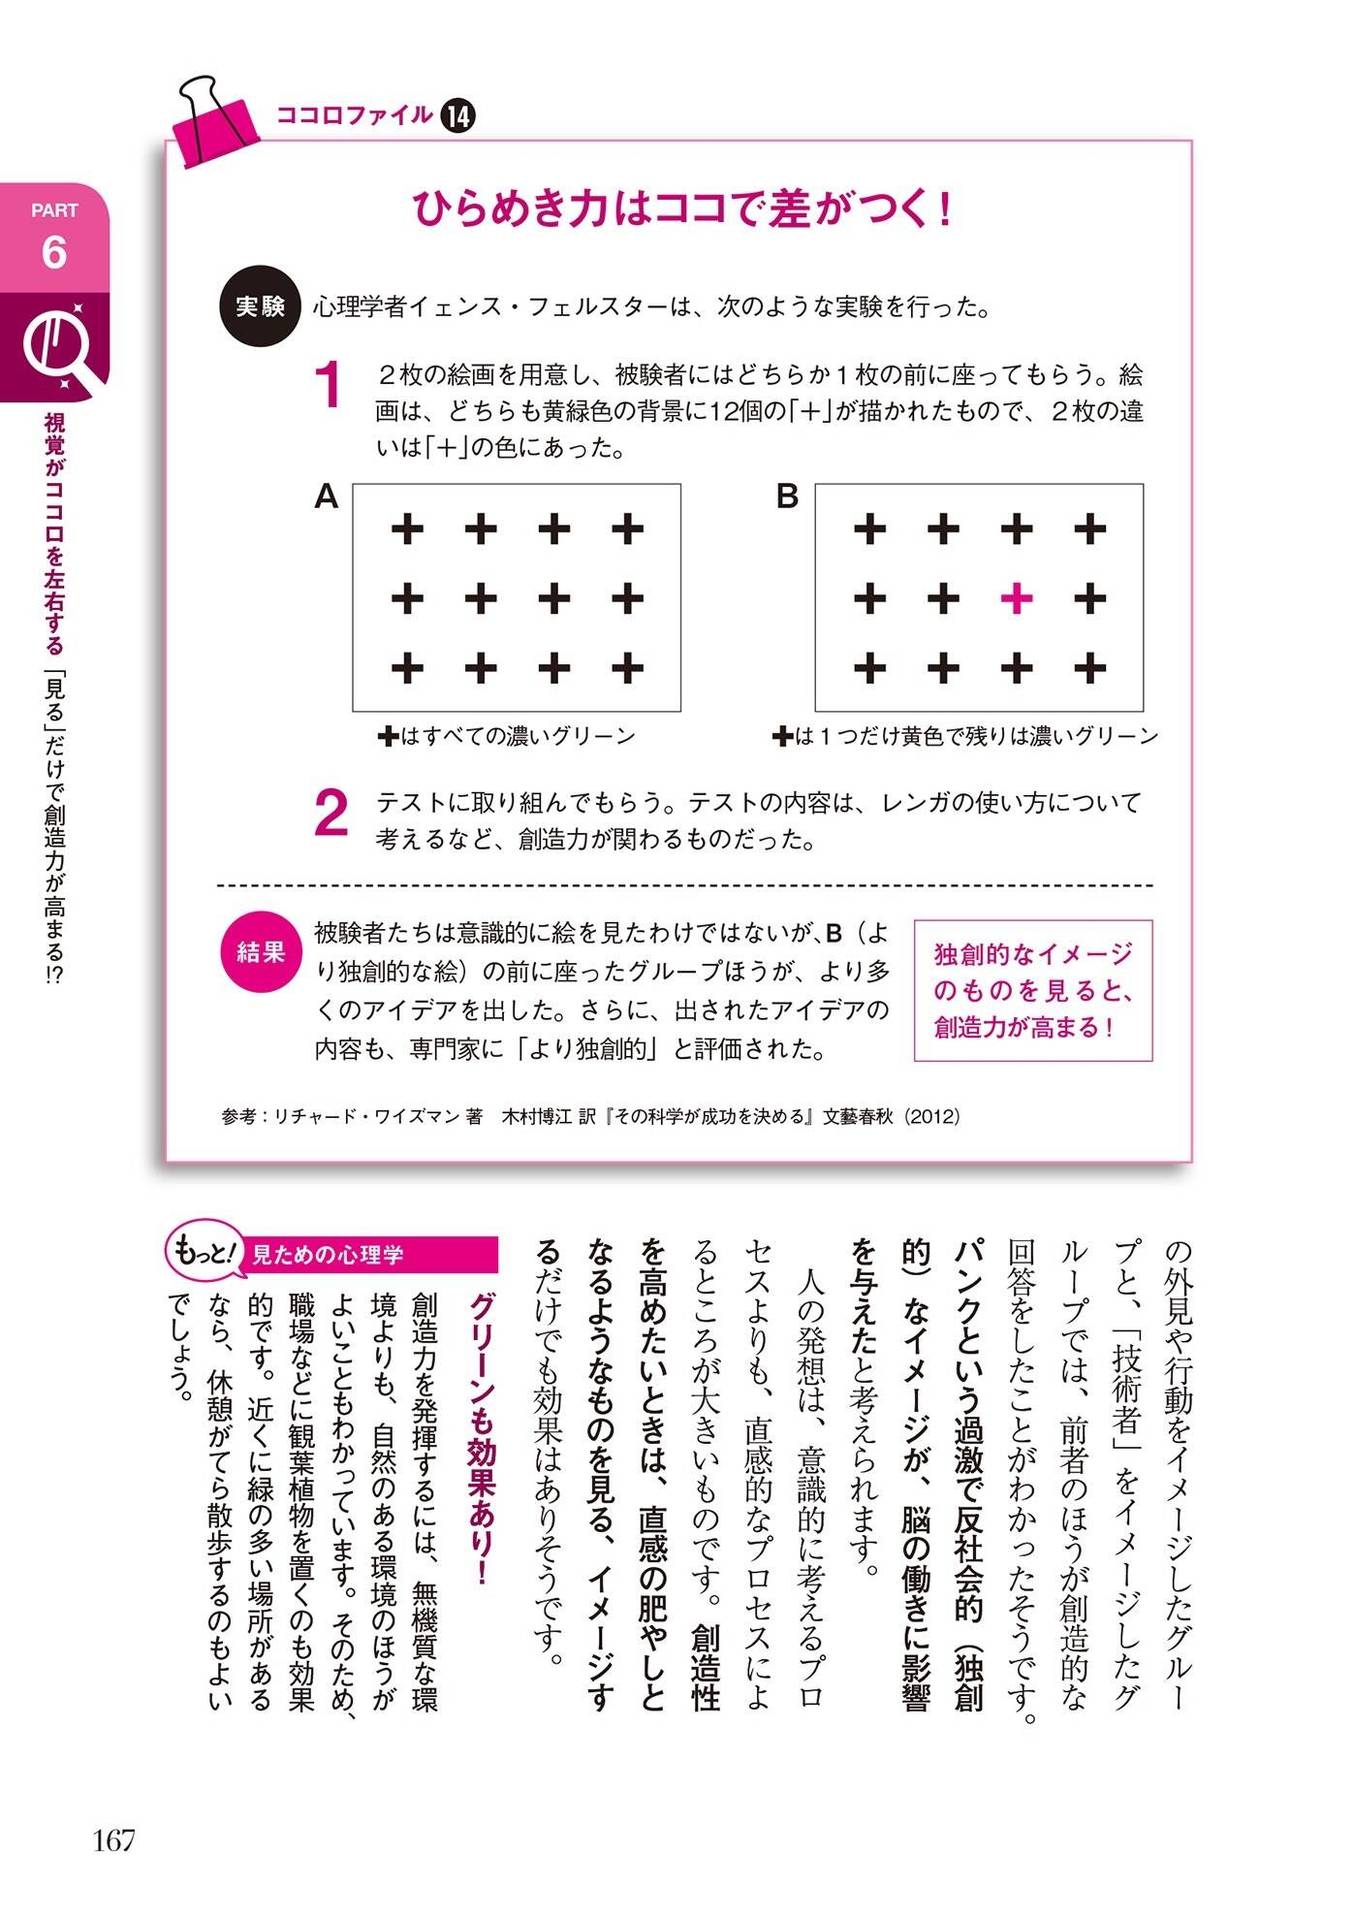 PART
6
視覚がココロを左右する 「見る」だけで創造力が高まる!?
ココロファイル 14
ひらめき力はココで差がつく!
実験
心理学者イェンス・フェルスターは、次のような実験を行った。
1
2枚の絵画を用意し、被験者にはどちらか1枚の前に座ってもらう。絵
画は、どちらも黄緑色の背景に12個の「+」が描かれたもので、2枚の違
いは「+」の色にあった。
A
B
+はすべての濃いグリーン
+は1つだけ黄色で残りは濃いグリーン
2
テストに取り組んでもらう。テストの内容は、レンガの使い方について
考えるなど、創造力が関わるものだった。
結果
被験者たちは意識的に絵を見たわけではないが、B(よ
り独創的な絵)の前に座ったグループほうが、より多
くのアイデアを出した。さらに、出されたアイデアの
内容も、専門家に「より独創的」と評価された。
独創的なイメージ
のものを見ると、
創造力が高まる!
参考:リチャード・ワイズマン 著 木村博江 訳『その科学が成功を決める』文藝春秋(2012)
の外見や行動をイメージしたグルー
プと、「技術者」をイメージしたグ
ループでは、前者のほうが創造的な
回答をしたことがわかったそうです。
パンクという過激で反社会的(独創
的)なイメージが、脳の働きに影響
を与えたと考えられます。
人の発想は、意識的に考えるプロ
セスよりも、直感的なプロセスによ
るところが大きいものです。創造性
を高めたいときは、直感の肥やしと
なるようなものを見る、イメージす
るだけでも効果はありそうです。
もっと!
見ための心理学
グリーンも効果あり!
創造力を発揮するには、無機質な環
境よりも、自然のある環境のほうが
よいこともわかっています。そのため、
職場などに観葉植物を置くのも効果
的です。近くに緑の多い場所がある
なら、休憩がてら散歩するのもよい
でしょう。
167